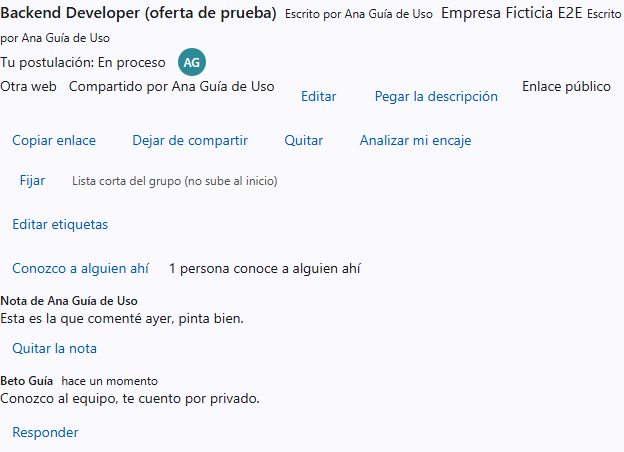 Backend Developer (oferta de prueba) Escrito por Ana Guía de Uso Empresa Ficticia E2E Escrito
por Ana Guía de Uso
Tu postulación: En proceso AG
Otra web Compartido por Ana Guía de Uso Editar Pegar la descripción Enlace público
Copiar enlace Dejar de compartir Quitar Analizar mi encaje
Fijar Lista corta del grupo (no sube al inicio)
Editar etiquetas
Conozco a alguien ahí 1 persona conoce a alguien ahí
Nota de Ana Guía de Uso
Esta es la que comenté ayer, pinta bien.
Quitar la nota
Beto Guía hace un momento
Conozco al equipo, te cuento por privado.
Responder